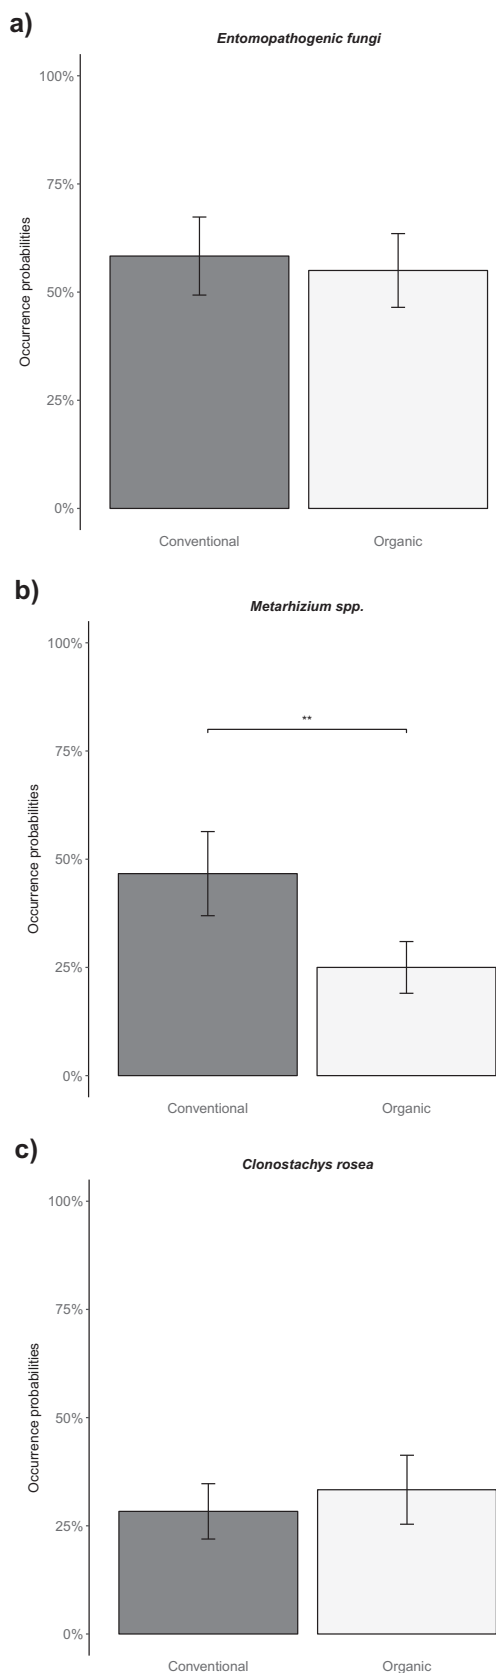 a)
Entomopathogenic fungi
100%
75%
50%
25%
0%
Occurrence probabilities
Conventional Organic
b)
Metarhizium spp.
100%
75%
50%
25%
0%
Occurrence probabilities
**
Conventional Organic
c)
Clonostachys rosea
100%
75%
50%
25%
0%
Occurrence probabilities
Conventional Organic